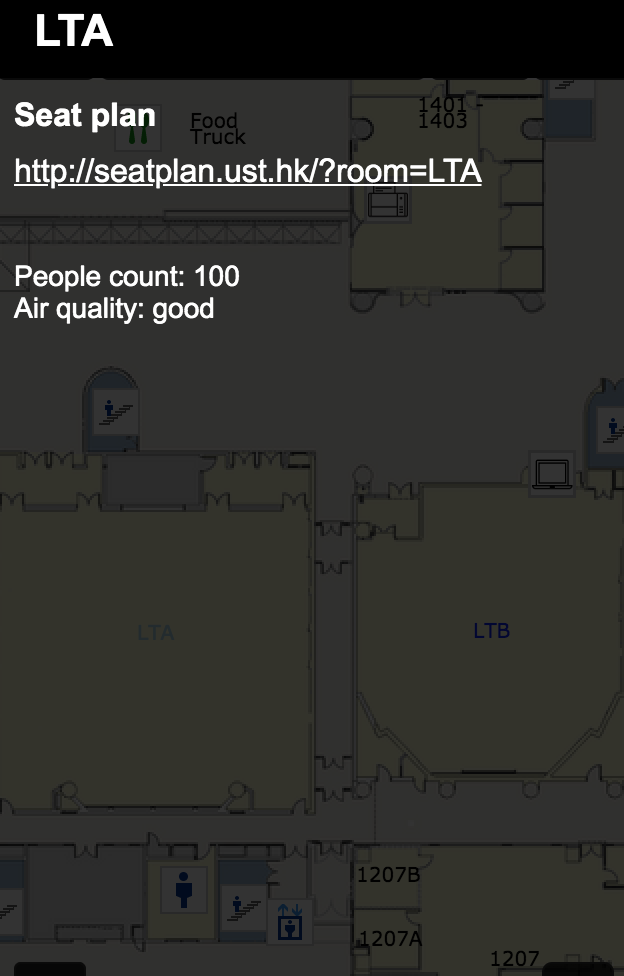 LTA
Seat plan
Food
Truck
1401 -
1403
http://seatplan.ust.hk/?room=LTA
People count: 100
Air quality: good
LTA
LTB
1207B
1207A
1207